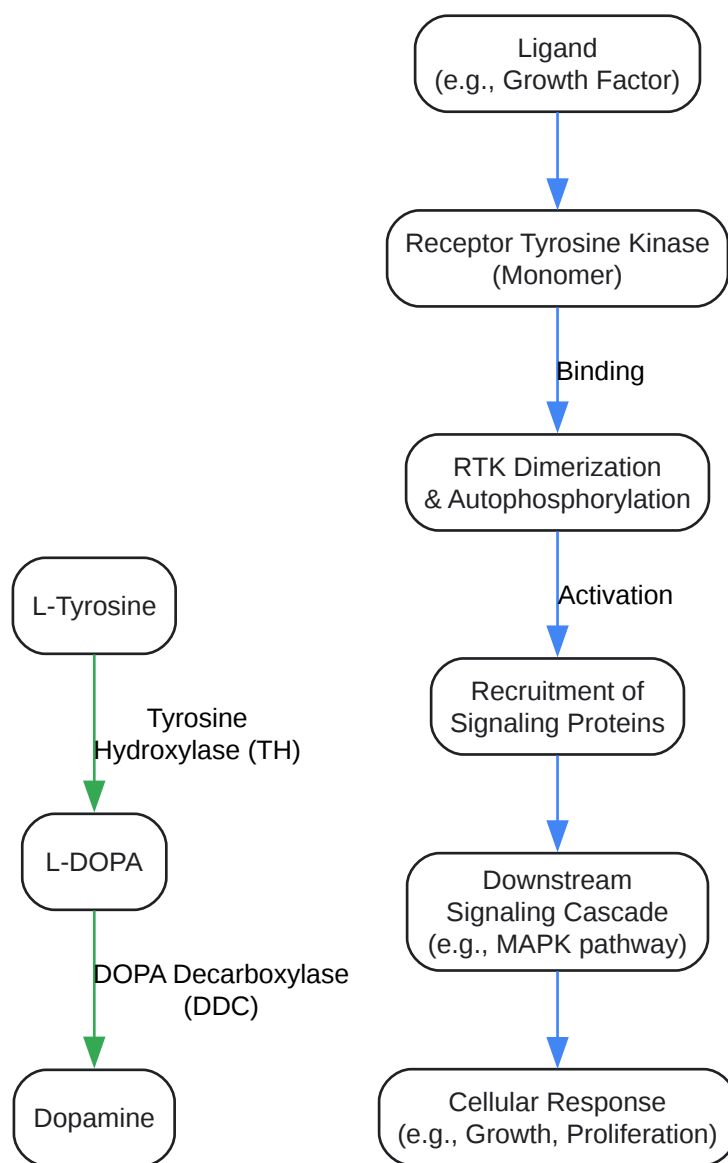 Ligand
(e.g., Growth Factor)
Receptor Tyrosine Kinase
(Monomer)
Binding
RTK Dimerization
& Autophosphorylation
Activation
Recruitment of
Signaling Proteins
Downstream
Signaling Cascade
(e.g., MAPK pathway)
Cellular Response
(e.g., Growth, Proliferation)
L-Tyrosine
Tyrosine
Hydroxylase (TH)
L-DOPA
DOPA Decarboxylase
(DDC)
Dopamine